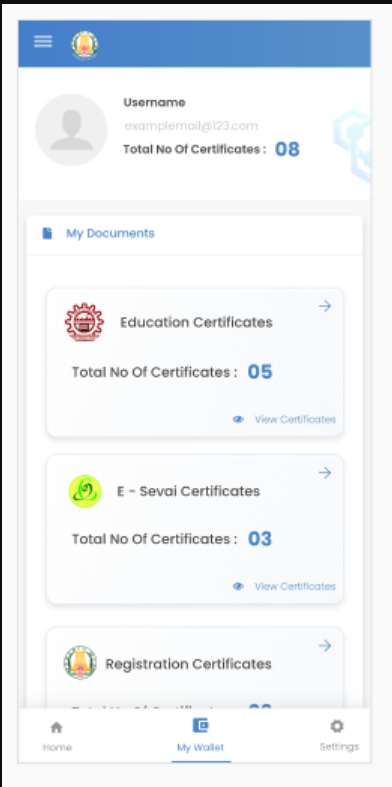 Username
examplemail@123.com
Total No Of Certificates : 08
My Documents
Education Certificates
Total No Of Certificates : 05
View Certificates
E - Sevai Certificates
Total No Of Certificates : 03
View Certificates
Registration Certificates
Home
My Wallet
Settings